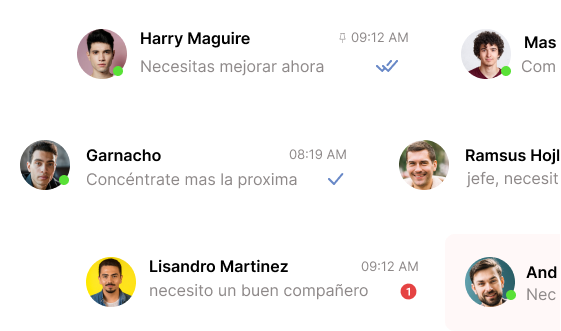 Harry Maguire 09:12 AM
Necesitas mejorar ahora
Mas
Com
Garnacho 08:19 AM
Concéntrate mas la proxima
Ramsus Hojl
jefe, necesit
Lisandro Martinez 09:12 AM
necesito un buen compañero 1
And
Nec